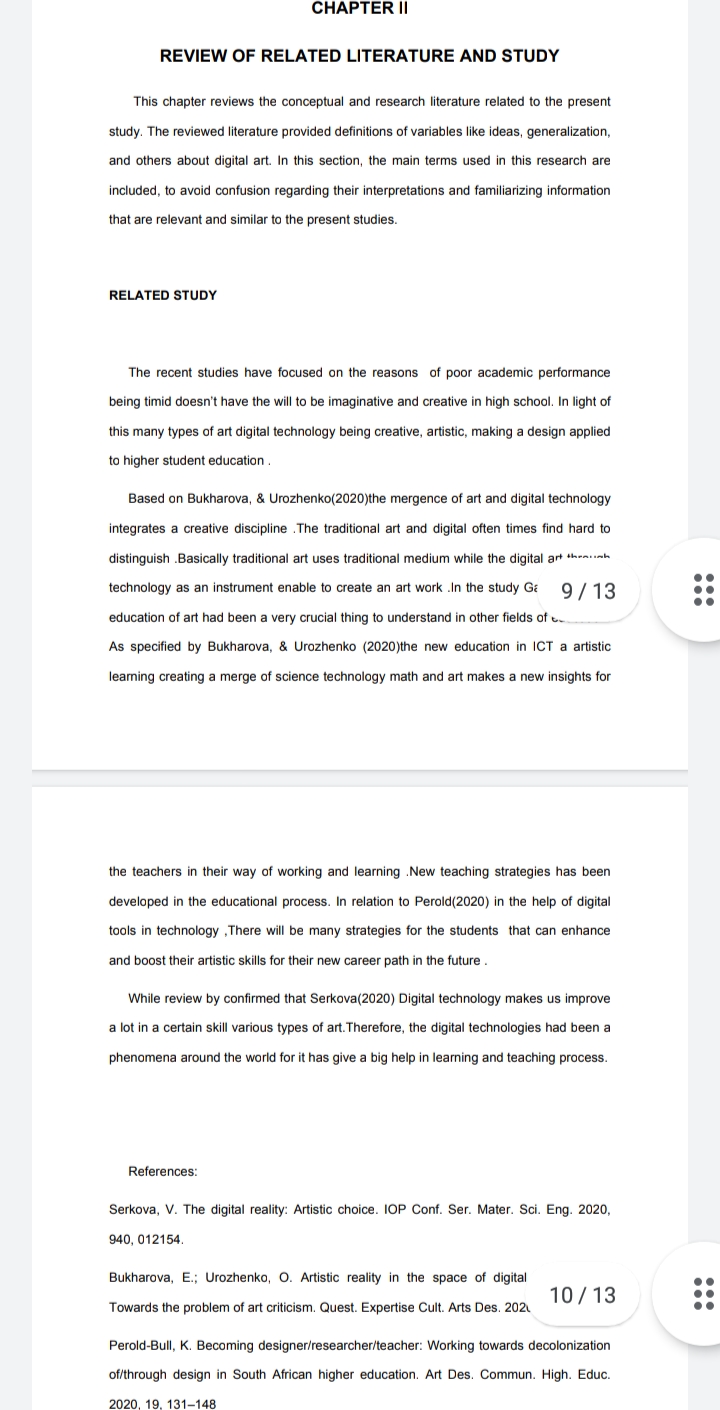 CHAPTER II
REVIEW OF RELATED LITERATURE AND STUDY
This chapter reviews the conceptual and research literature related to the present
study. The reviewed literature provided definitions of variables like ideas, generalization,
and others about digital art. In this section, the main terms used in this research are
included, to avoid confusion regarding their interpretations and familiarizing information
that are relevant and similar to the present studies.
RELATED STUDY
The recent studies have focused on the reasons of poor academic performance
being timid doesn't have the will to be imaginative and creative in high school. In light of
this many types of art digital technology being creative, artistic, making a design applied
to higher student education .
Based on Bukharova, & Urozhenko(2020)the mergence of art and digital technology
integrates a creative discipline .The traditional art and digital often times find hard to
distinguish .Basically traditional art uses traditional medium while the digital art through
technology as an instrument enable to create an art work .In the study
9 / 13
education of art had been a very crucial thing to understand in other fields of
As specified by Bukharova, & Urozhenko (2020)the new education in ICT a artistic
learning creating a merge of science technology math and art makes a new insights for
the teachers in their way of working and learning .New teaching strategies has been
developed in the educational process. In relation to Perold(2020) in the help of digital
tools in technology ,There will be many strategies for the students that can enhance
and boost their artistic skills for their new career path in the future .
While review by confirmed that Serkova(2020) Digital technology makes us improve
a lot in a certain skill various types of art.Therefore, the digital technologies had been a
phenomena around the world for it has give a big help in learning and teaching process.
References:
Serkova, V. The digital reality: Artistic choice. IOP Conf. Ser. Mater. Sci. Eng. 2020,
940, 012154.
Bukharova, E.; Urozhenko, O. Artistic reality in the space of digital
10 / 13
Towards the problem of art criticism. Quest. Expertise Cult. Arts Des.
Perold-Bull, K. Becoming designer/researcher/teacher: Working towards decolonization
of/through design in South African higher education. Art Des. Commun. High. Educ.
2020, 19, 131–148